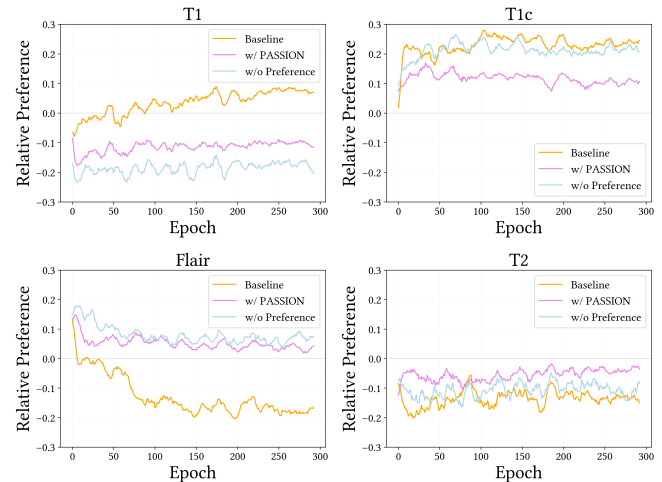 T1
Relative Preference
0.3
0.2
0.1
0.0
−0.1
−0.2
−0.3
Baseline
w/ PASSION
w/o Preference
0 50 100 150 200 250 300
Epoch
T1c
Relative Preference
0.3
0.2
0.1
0.0
−0.1
−0.2
−0.3
Baseline
w/ PASSION
w/o Preference
0 50 100 150 200 250 300
Epoch
Flair
Relative Preference
0.3
0.2
0.1
0.0
−0.1
−0.2
−0.3
Baseline
w/ PASSION
w/o Preference
0 50 100 150 200 250 300
Epoch
T2
Relative Preference
0.3
0.2
0.1
0.0
−0.1
−0.2
−0.3
Baseline
w/ PASSION
w/o Preference
0 50 100 150 200 250 300
Epoch